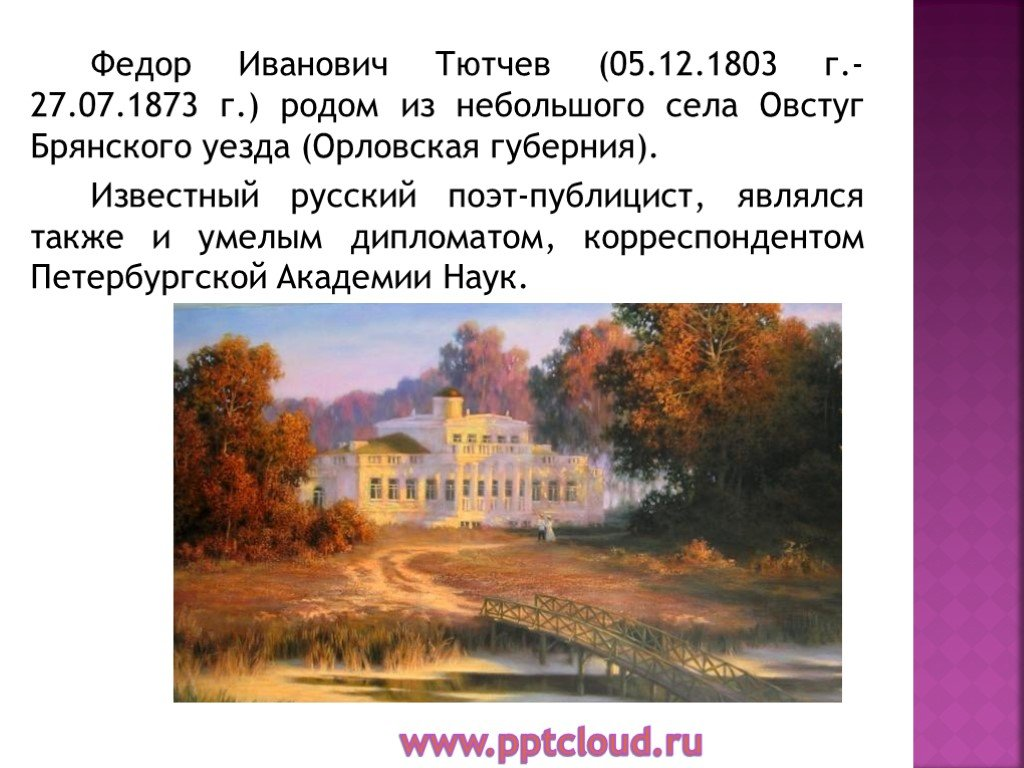 Федор Иванович Тютчев (05.12.1803 г.-
27.07.1873 г.) родом из небольшого села Овстуг
Брянского уезда (Орловская губерния).
Известный русский поэт-публицист, являлся
также и умелым дипломатом, корреспондентом
Петербургской Академии Наук.
www.pptcloud.ru